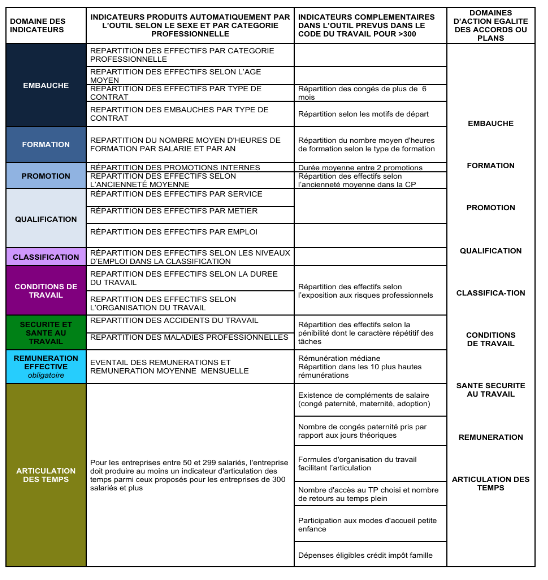 DOMAINE DES
INDICATEURS
INDICATEURS PRODUITS AUTOMATIQUEMENT PAR
L'OUTIL SELON LE SEXE ET PAR CATEGORIE
PROFESSIONNELLE
INDICATEURS COMPLEMENTAIRES
DANS L'OUTIL PREVUS DANS LE
CODE DU TRAVAIL POUR >300
DOMAINES
D'ACTION EGALITE
DES ACCORDS OU
PLANS
EMBAUCHE
REPARTITION DES EFFECTIFS PAR CATEGORIE
PROFESSIONNELLE
REPARTITION DES EFFECTIFS SELON L'AGE
MOYEN
REPARTITION DES EFFECTIFS PAR TYPE DE
CONTRAT
Répartition des congés de plus de 6
mois
REPARTITION DES EMBAUCHES PAR TYPE DE
CONTRAT
Répartition selon les motifs de départ
FORMATION
REPARTITION DU NOMBRE MOYEN D'HEURES DE
FORMATION PAR SALARIE ET PAR AN
Répartition du nombre moyen d'heures
de formation selon le type de formation
PROMOTION
RÉPARTITION DES PROMOTIONS INTERNES
Durée moyenne entre 2 promotions
REPARTITION DES EFFECTIFS SELON
L'ANCIENNETÉ MOYENNE
Répartition des effectifs selon
l'ancienneté moyenne dans la CP
QUALIFICATION
RÉPARTITION DES EFFECTIFS PAR SERVICE
RÉPARTITION DES EFFECTIFS PAR METIER
RÉPARTITION DES EFFECTIFS PAR EMPLOI
CLASSIFICATION
RÉPARTITION DES EFFECTIFS SELON LES NIVEAUX
D'EMPLOI DANS LA CLASSIFICATION
CONDITIONS DE
TRAVAIL
REPARTITION DES EFFECTIFS SELON LA DUREE
DU TRAVAIL
REPARTITION DES EFFECTIFS SELON
L'ORGANISATION DU TRAVAIL
Répartition des effectifs selon
l'exposition aux risques professionnels
SECURITE ET
SANTE AU
TRAVAIL
REPARTITION DES ACCIDENTS DU TRAVAIL
REPARTITION DES MALADIES PROFESSIONNELLES
Répartition des effectifs selon la
pénibilité dont le caractère répétitif des
tâches
REMUNERATION
EFFECTIVE
obligatoire
EVENTAIL DES REMUNERATIONS ET
REMUNERATION MOYENNE MENSUELLE
Rémunération médiane
Répartition dans les 10 plus hautes
rémunérations
ARTICULATION
DES TEMPS
Pour les entreprises entre 50 et 299 salariés, l'entreprise
doit produire au moins un indicateur d'articulation des
temps parmi ceux proposés pour les entreprises de 300
salariés et plus
Existence de compléments de salaire
(congé paternité, maternité, adoption)
Nombre de congés paternité pris par
rapport aux jours théoriques
Formules d'organisation du travail
facilitant l'articulation
Nombre d'accès au TP choisi et nombre
de retours au temps plein
Participation aux modes d'accueil petite
enfance
Dépenses éligibles crédit impôt famille
EMBAUCHE
FORMATION
PROMOTION
QUALIFICATION
CLASSIFICA-TION
CONDITIONS
DE TRAVAIL
SANTE SECURITE
AU TRAVAIL
REMUNERATION
ARTICULATION DES
TEMPS